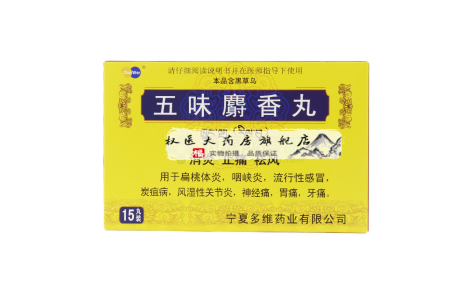 请仔细阅读说明书并在医师指导下使用
本品含黑草乌
五味麝香丸
权医大药房旗舰店
实物拍摄 品质保证
消炎 止痛 祛风
用于扁桃体炎，咽峡炎，流行性感冒，
炭疽病，风湿性关节炎，神经痛，胃痛，牙痛。
15丸装
宁夏多维药业有限公司